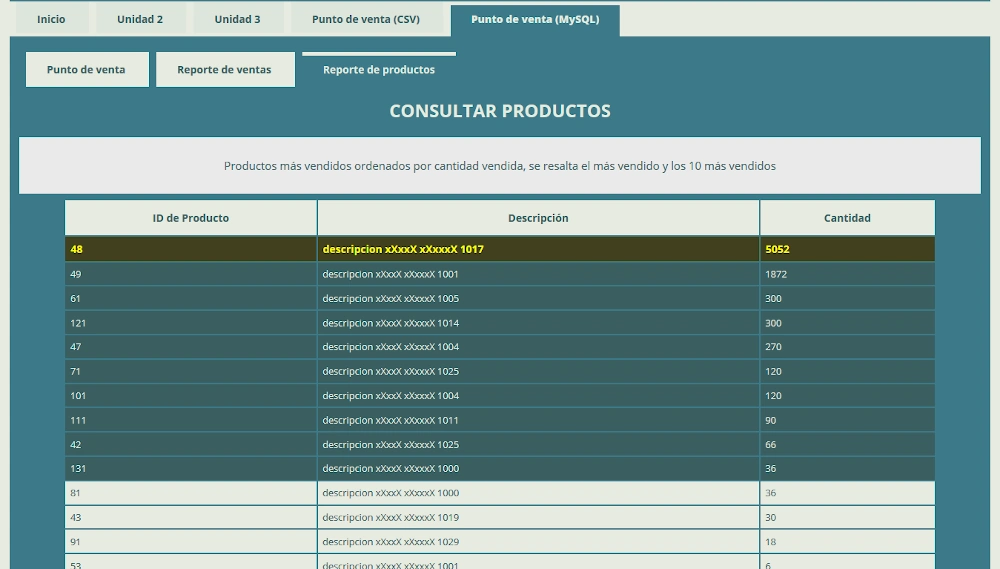 Inicio Unidad 2 Unidad 3 Punto de venta (CSV) Punto de venta (MySQL)
Punto de venta Reporte de ventas Reporte de productos
CONSULTAR PRODUCTOS
Productos más vendidos ordenados por cantidad vendida, se resalta el más vendido y los 10 más vendidos
ID de Producto Descripción Cantidad
48 descripcion xXxxX xXxxxX 1017 5052
49 descripcion xXxxX xXxxxX 1001 1872
61 descripcion xXxxX xXxxxX 1005 300
121 descripcion xXxxX xXxxxX 1014 300
47 descripcion xXxxX xXxxxX 1004 270
71 descripcion xXxxX xXxxxX 1025 120
101 descripcion xXxxX xXxxxX 1004 120
111 descripcion xXxxX xXxxxX 1011 90
42 descripcion xXxxX xXxxxX 1025 66
131 descripcion xXxxX xXxxxX 1000 36
81 descripcion xXxxX xXxxxX 1000 36
43 descripcion xXxxX xXxxxX 1019 30
91 descripcion xXxxX xXxxxX 1029 18
53 descripcion xXxxX xXxxxX 1001 6